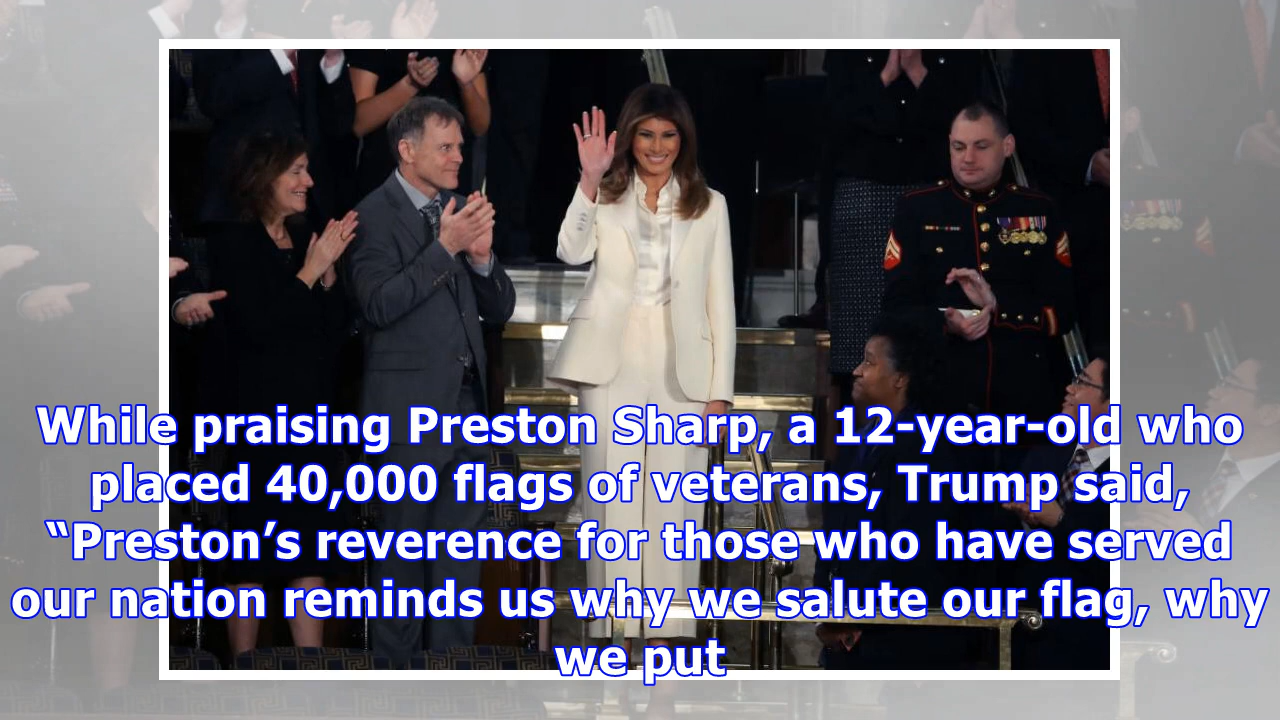 While praising Preston Sharp, a 12-year-old who
placed 40,000 flags of veterans, Trump said,
“Preston’s reverence for those who have served
our nation reminds us why we salute our flag, why
we put